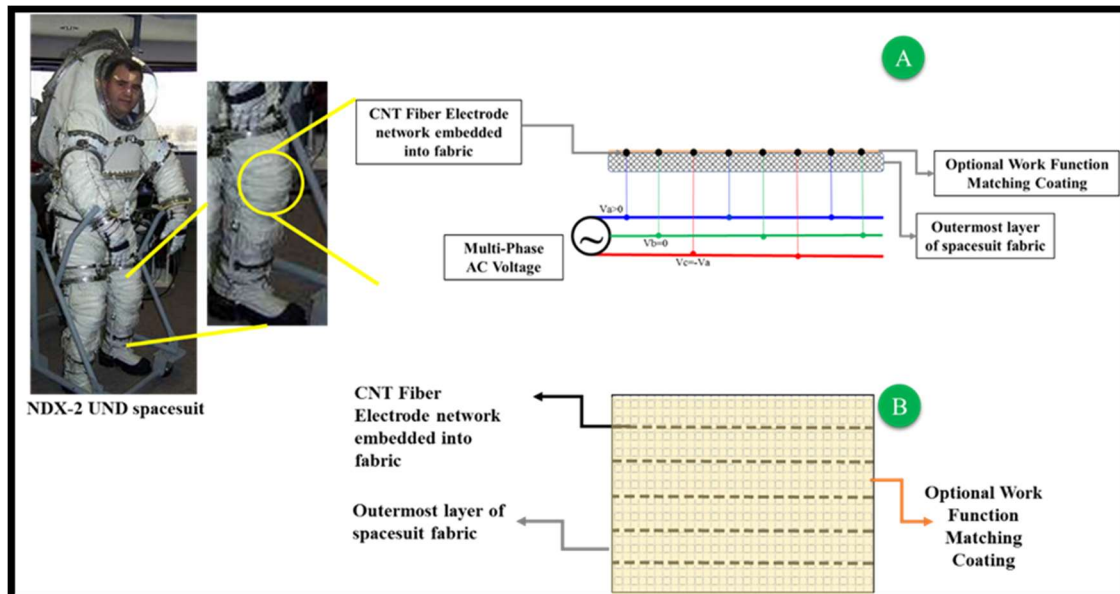 A
CNT Fiber Electrode
network embedded
into fabric
Optional Work Function
Matching Coating
Va>0
Outermost layer
of spacesuit fabric
Multi-Phase
AC Voltage
Vb=0
Vc=-Va
NDX-2 UND spacesuit
B
CNT Fiber
Electrode network
embedded into
fabric
Outermost layer of
spacesuit fabric
Optional Work
Function
Matching
Coating